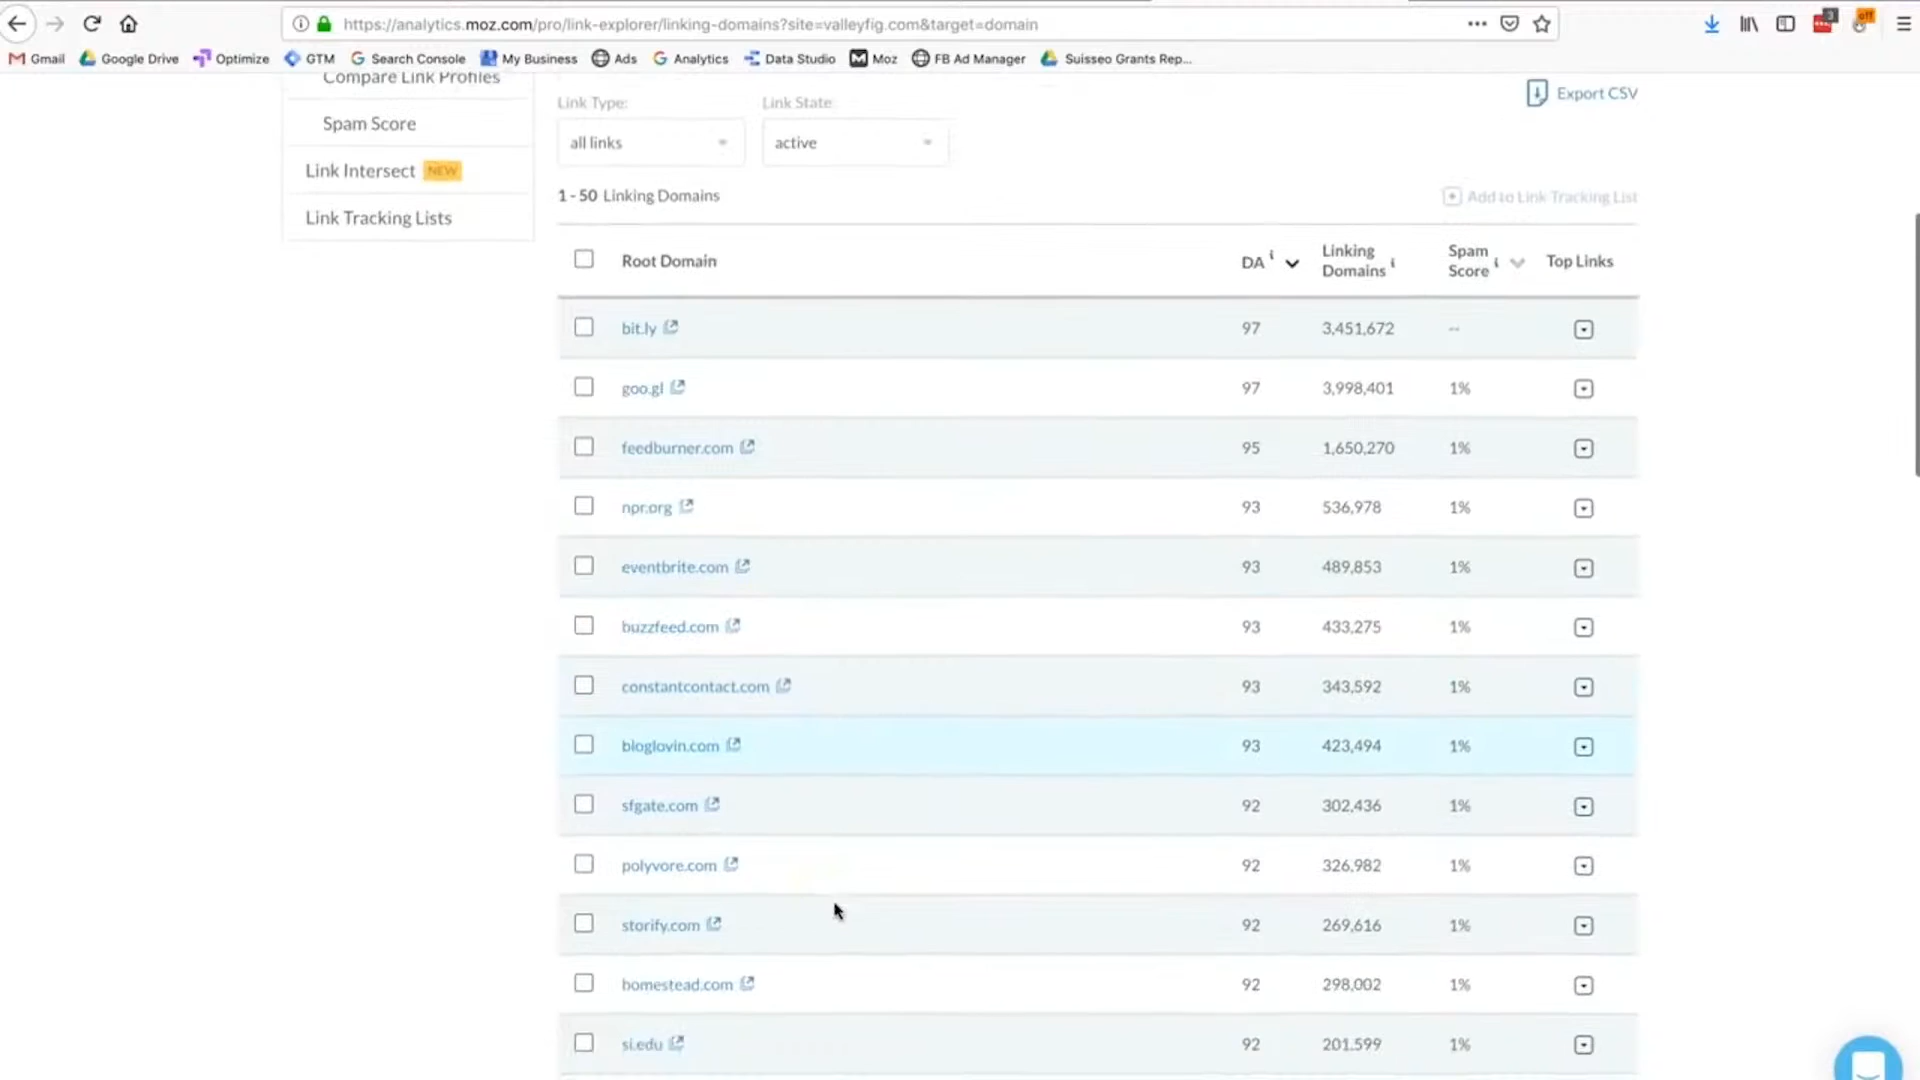 https://analytics.moz.com/pro/link-explorer/linking-domains?site=valleyfig.com&target=domain
3 off
Gmail Google Drive Optimize GTM Search Console My Business Ads Analytics Data Studio Moz FB Ad Manager Suisseo Grants Rep...
Compare Link Profiles
Spam Score
Link Intersect NEW
Link Tracking Lists
Link Type: Link State:
all links active
Export CSV
1 - 50 Linking Domains
Add to Link Tracking List
Root Domain DA i Linking Domains i Spam Score i Top Links
bit.ly 97 3,451,672 --
goo.gl 97 3,998,401 1%
feedburner.com 95 1,650,270 1%
npr.org 93 536,978 1%
eventbrite.com 93 489,853 1%
buzzfeed.com 93 433,275 1%
constantcontact.com 93 343,592 1%
bloglovin.com 93 423,494 1%
sfgate.com 92 302,436 1%
polyvore.com 92 326,982 1%
storify.com 92 269,616 1%
homestead.com 92 298,002 1%
si.edu 92 201,599 1%